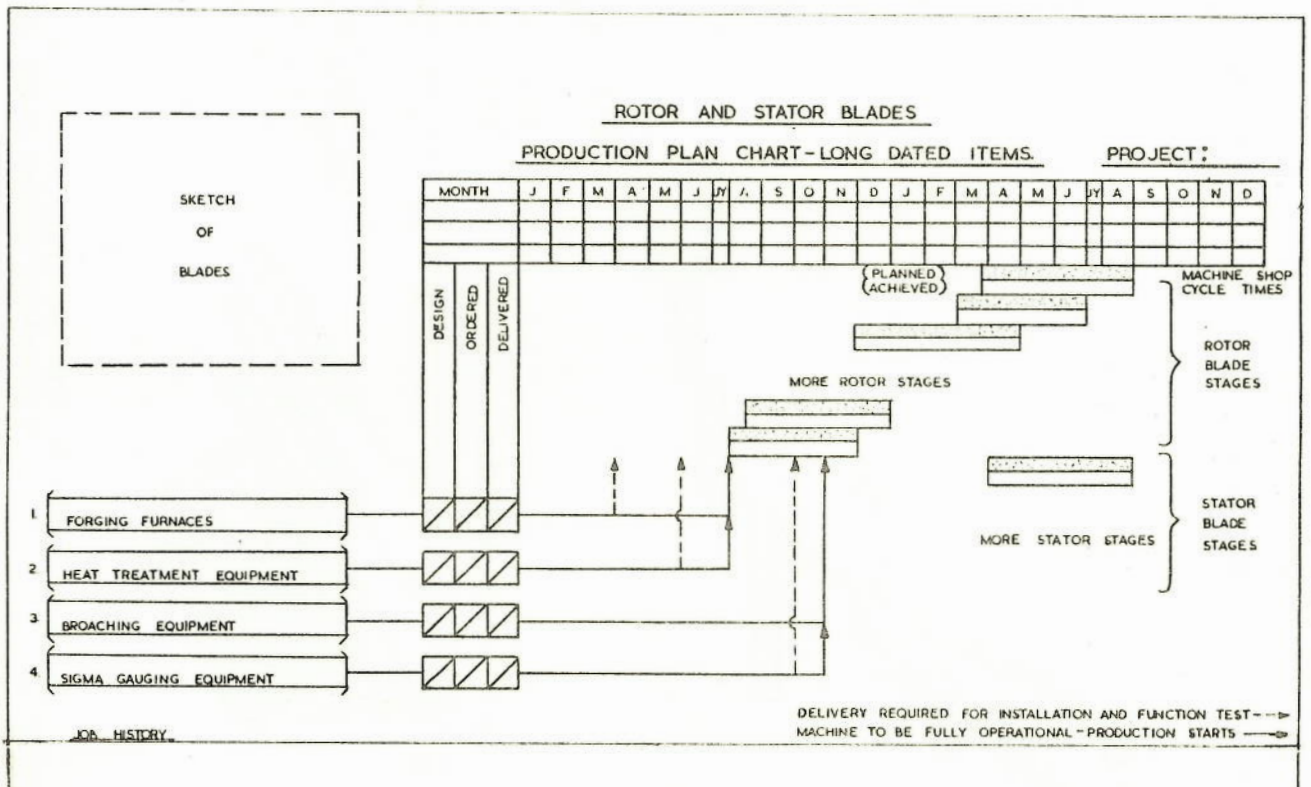 ROTOR AND STATOR BLADES
PRODUCTION PLAN CHART-LONG DATED ITEMS. PROJECT:
SKETCH
OF
BLADES
MONTH J F M A M J JY A S O N D J F M A M J JY A S O N D
DESIGN
ORDERED
DELIVERED
(PLANNED)
(ACHIEVED)
MACHINE SHOP
CYCLE TIMES
ROTOR
BLADE
STAGES
MORE ROTOR STAGES
STATOR
BLADE
STAGES
MORE STATOR STAGES
1. FORGING FURNACES
2. HEAT TREATMENT EQUIPMENT
3. BROACHING EQUIPMENT
4. SIGMA GAUGING EQUIPMENT
DELIVERY REQUIRED FOR INSTALLATION AND FUNCTION TEST
MACHINE TO BE FULLY OPERATIONAL-PRODUCTION STARTS
JOB HISTORY